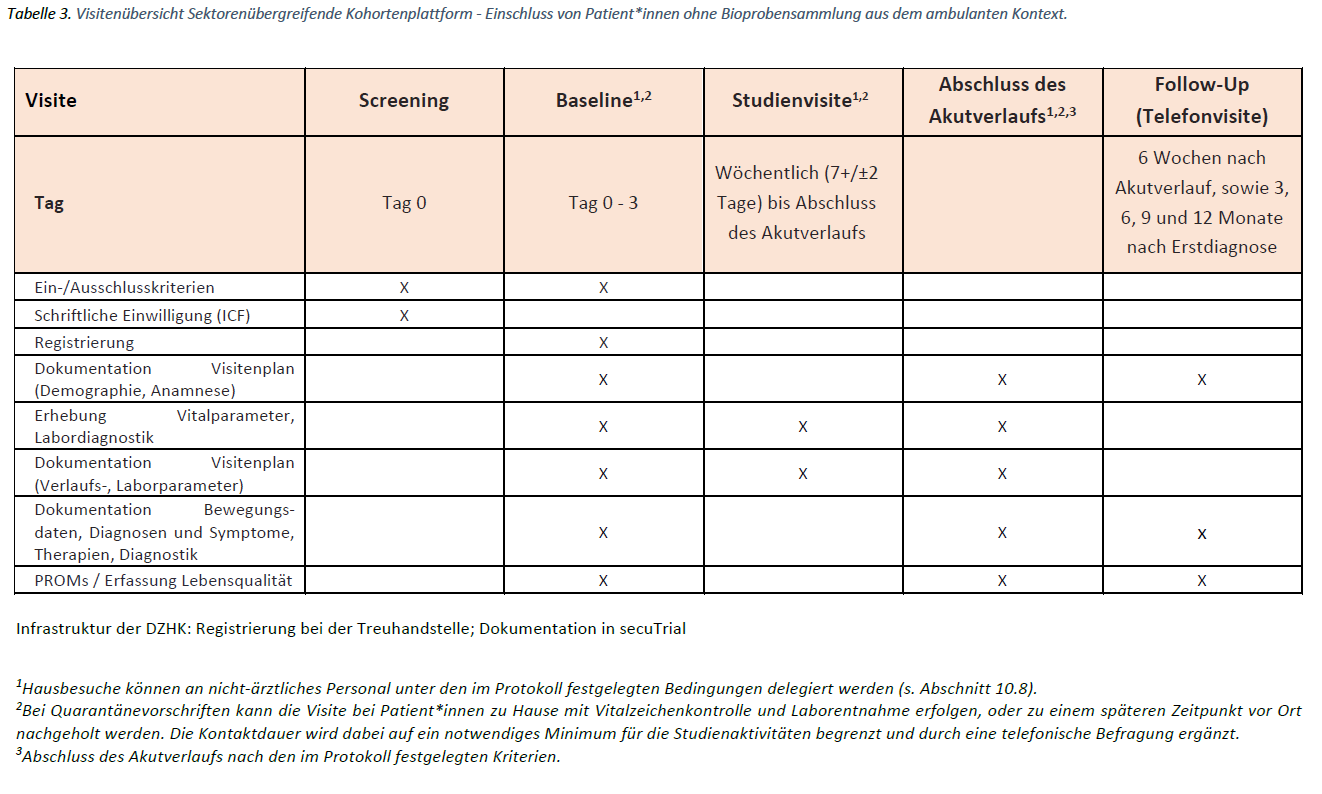 Tabelle 3. Visitenübersicht Sektorenübergreifende Kohortenplattform - Einschluss von Patient*innen ohne Bioprobensammlung aus dem ambulanten Kontext.
Visite
Screening
Baseline1,2
Studienvisite1,2
Abschluss des
Akutverlaufs1,2,3
Follow-Up
(Telefonvisite)
Tag
Tag 0
Tag 0 - 3
Wöchentlich (7+/±2
Tage) bis Abschluss
des Akutverlaufs
6 Wochen nach
Akutverlauf, sowie 3,
6, 9 und 12 Monate
nach Erstdiagnose
Ein-/Ausschlusskriterien X X
Schriftliche Einwilligung (ICF) X
Registrierung X
Dokumentation Visitenplan
(Demographie, Anamnese) X X X
Erhebung Vitalparameter,
Labordiagnostik X X X
Dokumentation Visitenplan
(Verlaufs-, Laborparameter) X X X
Dokumentation Bewegungs-
daten, Diagnosen und Symptome,
Therapien, Diagnostik X X X
PROMs / Erfassung Lebensqualität X X X
Infrastruktur der DZHK: Registrierung bei der Treuhandstelle; Dokumentation in secuTrial
1Hausbesuche können an nicht-ärztliches Personal unter den im Protokoll festgelegten Bedingungen delegiert werden (s. Abschnitt 10.8).
2Bei Quarantänevorschriften kann die Visite bei Patient*innen zu Hause mit Vitalzeichenkontrolle und Laborentnahme erfolgen, oder zu einem späteren Zeitpunkt vor Ort
nachgeholt werden. Die Kontaktdauer wird dabei auf ein notwendiges Minimum für die Studienaktivitäten begrenzt und durch eine telefonische Befragung ergänzt.
3Abschluss des Akutverlaufs nach den im Protokoll festgelegten Kriterien.